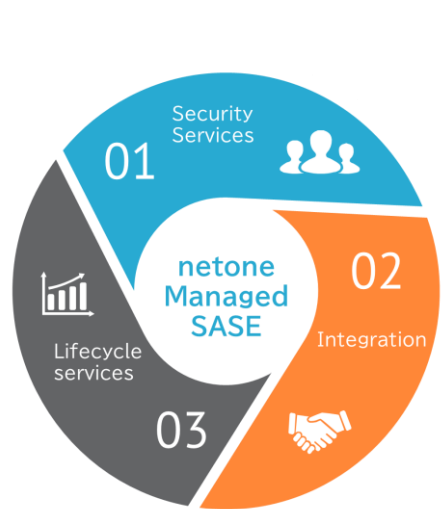 01
Security
Services
netone
Managed
SASE
02
Integration
03
Lifecycle
services